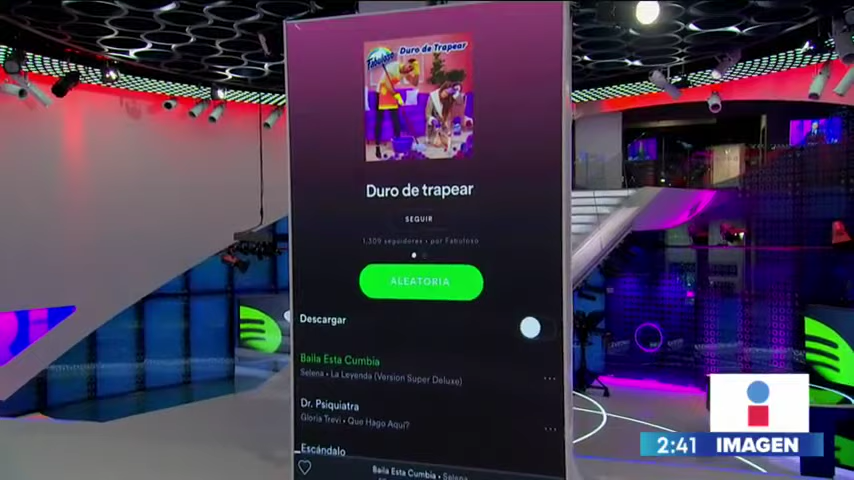 Fabuloso
Duro de Trapear
Duro de trapear
SEGUIR
1,309 seguidores • por Fabuloso
ALEATORIA
Descargar
Baila Esta Cumbia
Selena • La Leyenda (Version Super Deluxe)
Dr. Psiquiatra
Gloria Trevi • Que Hago Aquí?
Escándalo
Baila Esta Cumbia • Selena
2:41 IMAGEN